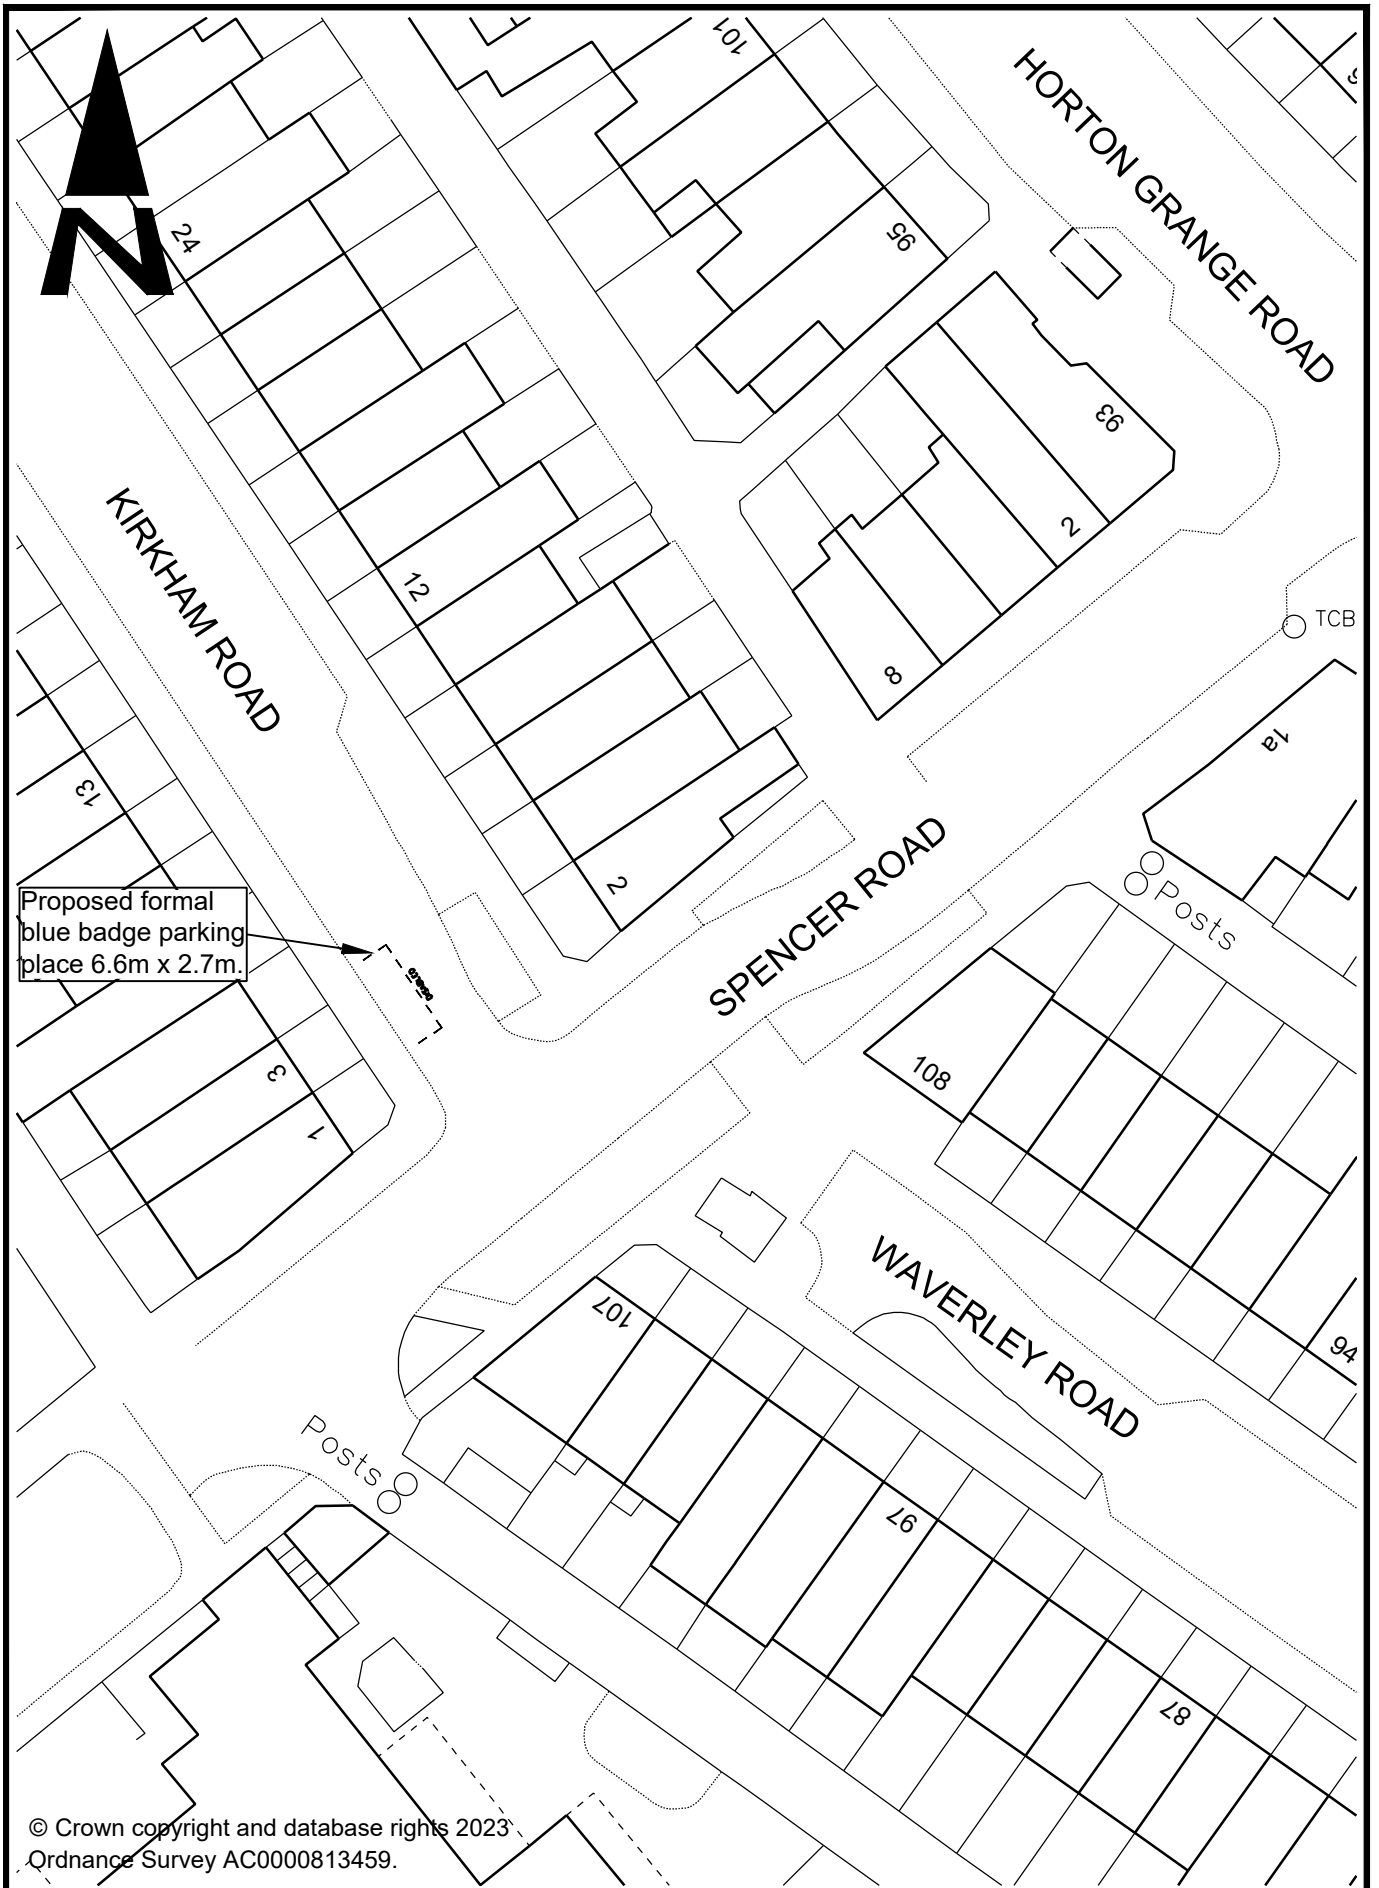 101
HORTON GRANGE ROAD
N
24
95
93
KIRKHAM ROAD
12
2
8
TCB
13
1a
2
SPENCER ROAD
Posts
Proposed formal
blue badge parking
place 6.6m x 2.7m.
DISABLED
3
1
108
WAVERLEY ROAD
107
94
Posts
97
87
© Crown copyright and database rights 2023
Ordnance Survey AC0000813459.